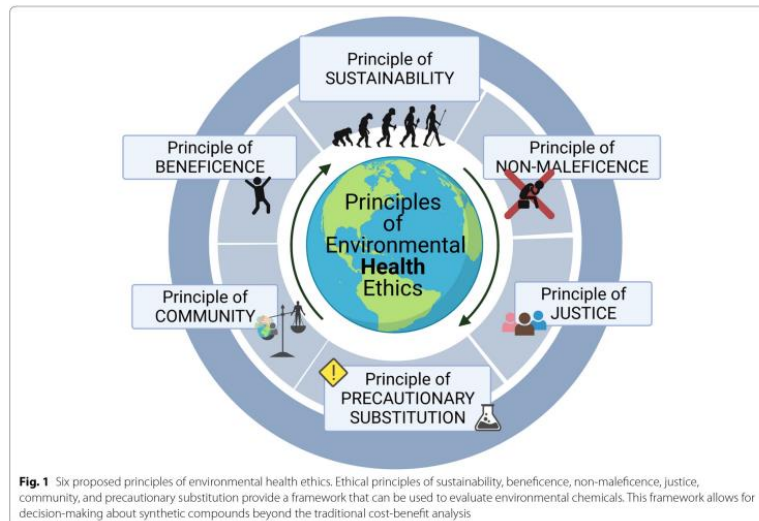 Principle of
SUSTAINABILITY
Principle of
BENEFICENCE
Principle of
NON-MALEFICENCE
Principles
of
Environmental
Health
Ethics
Principle of
COMMUNITY
Principle of
JUSTICE
!
Principle of
PRECAUTIONARY
SUBSTITUTION
Fig. 1 Six proposed principles of environmental health ethics. Ethical principles of sustainability, beneficence, non-maleficence, justice,
community, and precautionary substitution provide a framework that can be used to evaluate environmental chemicals. This framework allows for
decision-making about synthetic compounds beyond the traditional cost-benefit analysis